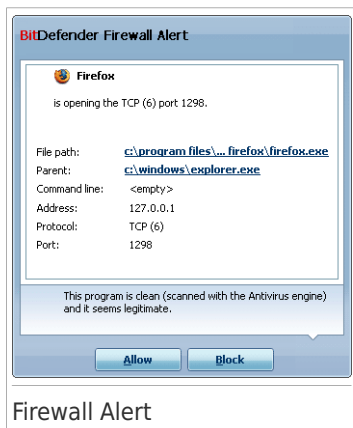 BitDefender Firewall Alert
Firefox
is opening the TCP (6) port 1298.
File path: c:\program files\... firefox\firefox.exe
Parent: c:\windows\explorer.exe
Command line: <empty>
Address: 127.0.0.1
Protocol: TCP (6)
Port: 1298
This program is clean (scanned with the Antivirus engine)
and it seems legitimate.
Allow Block
Firewall Alert